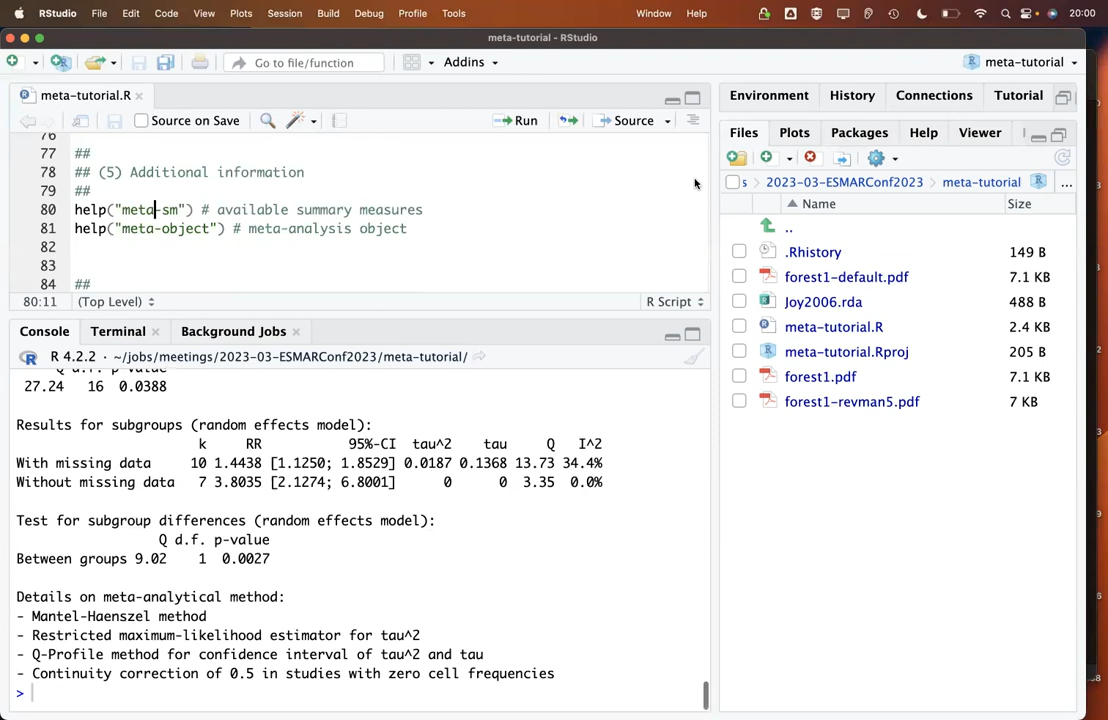 RStudio File Edit Code View Plots Session Build Debug Profile Tools Window Help 20:00
meta-tutorial - RStudio
Go to file/function Addins meta-tutorial
meta-tutorial.R
Source on Save Run Source
76
77 ##
78 ## (5) Additional information
79 ##
80 help("meta-sm") # available summary measures
81 help("meta-object") # meta-analysis object
82
83
84 ##
80:11 (Top Level) R Script
Console Terminal Background Jobs
R 4.2.2 · ~/jobs/meetings/2023-03-ESMARConf2023/meta-tutorial/
Q d.f. p-value
27.24 16 0.0388
Results for subgroups (random effects model):
k RR 95%-CI tau^2 tau Q I^2
With missing data 10 1.4438 [1.1250; 1.8529] 0.0187 0.1368 13.73 34.4%
Without missing data 7 3.8035 [2.1274; 6.8001] 0 0 3.35 0.0%
Test for subgroup differences (random effects model):
Q d.f. p-value
Between groups 9.02 1 0.0027
Details on meta-analytical method:
- Mantel-Haenszel method
- Restricted maximum-likelihood estimator for tau^2
- Q-Profile method for confidence interval of tau^2 and tau
- Continuity correction of 0.5 in studies with zero cell frequencies
>
Environment History Connections Tutorial
Files Plots Packages Help Viewer
s 2023-03-ESMARConf2023 meta-tutorial ...
Name Size
..
.Rhistory 149 B
forest1-default.pdf 7.1 KB
Joy2006.rda 488 B
meta-tutorial.R 2.4 KB
meta-tutorial.Rproj 205 B
forest1.pdf 7.1 KB
forest1-revman5.pdf 7 KB